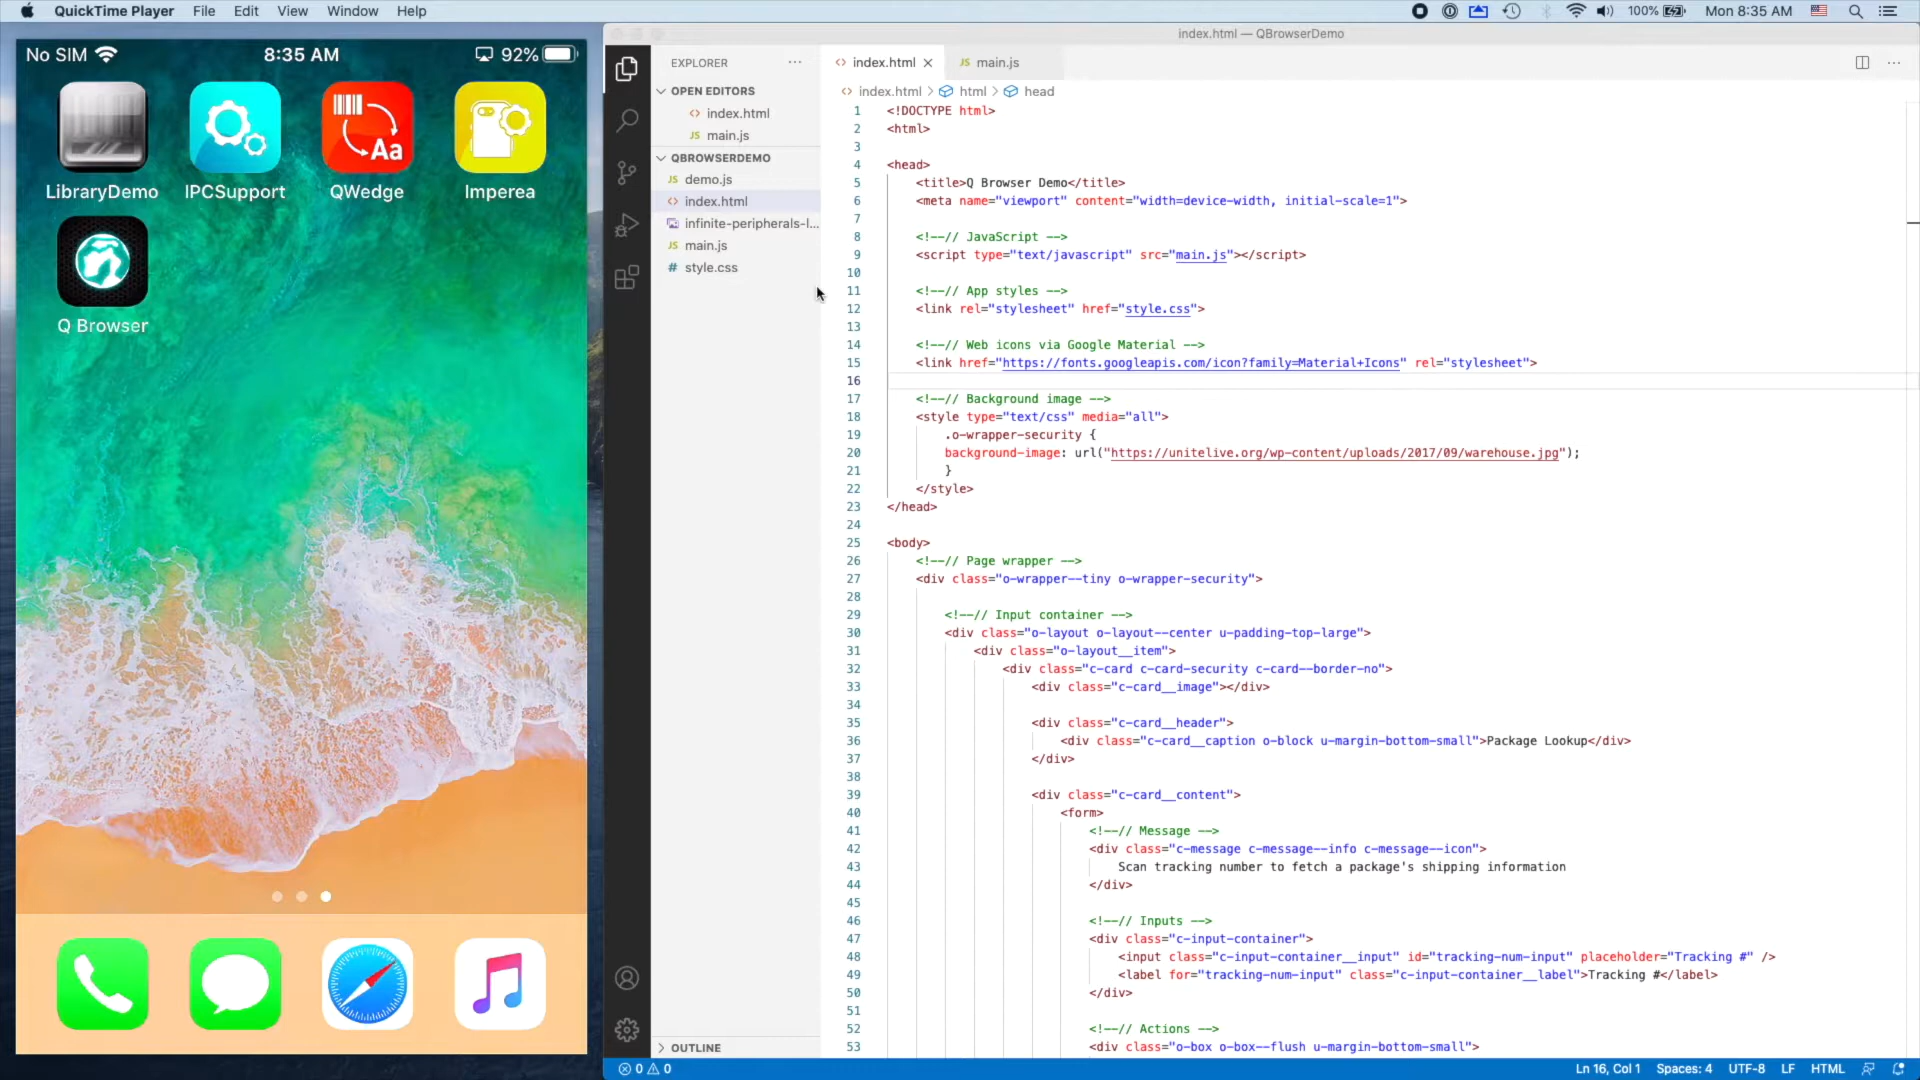 QuickTime Player File Edit View Window Help
100% Mon 8:35 AM
No SIM 8:35 AM 92%
LibraryDemo IPCSupport QWedge Imperea
Aa
Q Browser
index.html — QBrowserDemo
EXPLORER
OPEN EDITORS
<> index.html
JS main.js
QBROWSERDEMO
JS demo.js
<> index.html
infinite-peripherals-l...
JS main.js
# style.css
OUTLINE
<> index.html JS main.js
<> index.html > html > head
1 <!DOCTYPE html>
2 <html>
3
4 <head>
5 <title>Q Browser Demo</title>
6 <meta name="viewport" content="width=device-width, initial-scale=1">
7
8 <!--// JavaScript -->
9 <script type="text/javascript" src="main.js"></script>
10
11 <!--// App styles -->
12 <link rel="stylesheet" href="style.css">
13
14 <!--// Web icons via Google Material -->
15 <link href="https://fonts.googleapis.com/icon?family=Material+Icons" rel="stylesheet">
16
17 <!--// Background image -->
18 <style type="text/css" media="all">
19 .o-wrapper-security {
20 background-image: url("https://unitelive.org/wp-content/uploads/2017/09/warehouse.jpg");
21 }
22 </style>
23 </head>
24
25 <body>
26 <!--// Page wrapper -->
27 <div class="o-wrapper--tiny o-wrapper-security">
28
29 <!--// Input container -->
30 <div class="o-layout o-layout--center u-padding-top-large">
31 <div class="o-layout__item">
32 <div class="c-card c-card-security c-card--border-no">
33 <div class="c-card__image"></div>
34
35 <div class="c-card__header">
36 <div class="c-card__caption o-block u-margin-bottom-small">Package Lookup</div>
37 </div>
38
39 <div class="c-card__content">
40 <form>
41 <!--// Message -->
42 <div class="c-message c-message--info c-message--icon">
43 Scan tracking number to fetch a package's shipping information
44 </div>
45
46 <!--// Inputs -->
47 <div class="c-input-container">
48 <input class="c-input-container__input" id="tracking-num-input" placeholder="Tracking #" />
49 <label for="tracking-num-input" class="c-input-container__label">Tracking #</label>
50 </div>
51
52 <!--// Actions -->
53 <div class="o-box o-box--flush u-margin-bottom-small">
0 0 Ln 16, Col 1 Spaces: 4 UTF-8 LF HTML